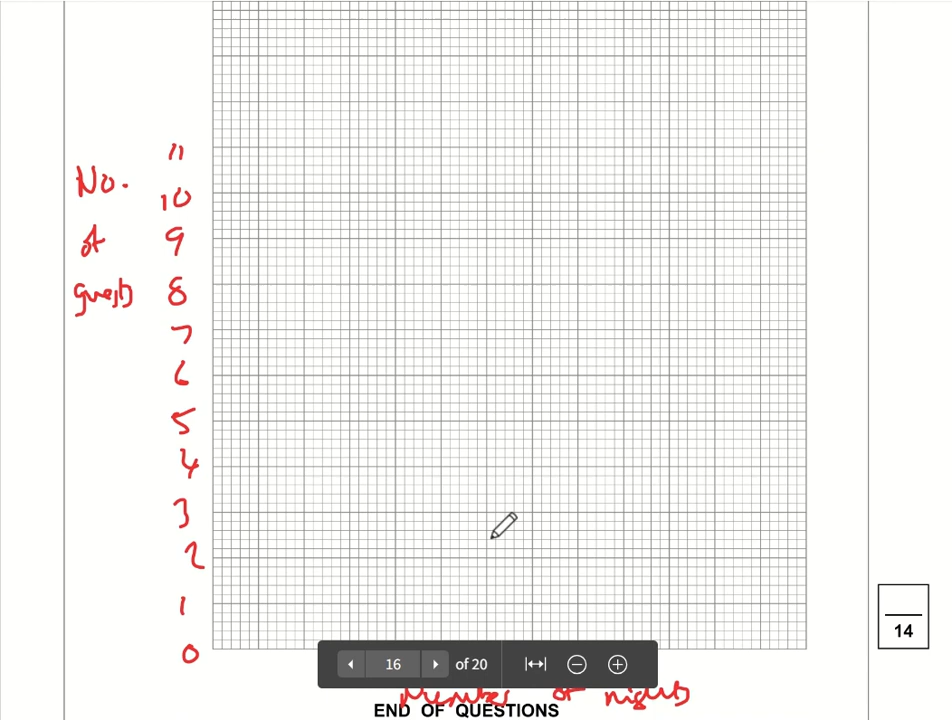 11
No. 10
of 9
guests 8
7
6
5
4
3
2
1
0
14
16 of 20
Number of nights
END OF QUESTIONS